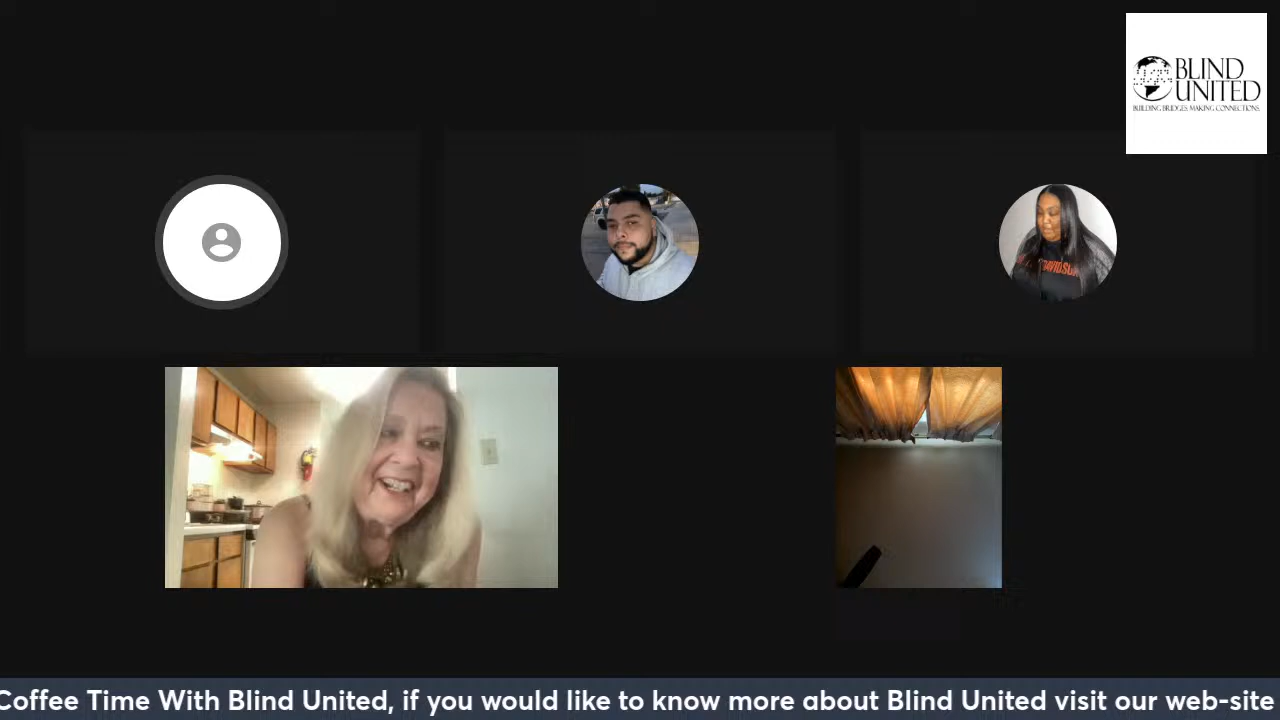 BLIND
UNITED
BUILDING BRIDGES, MAKING CONNECTIONS.
Coffee Time With Blind United, if you would like to know more about Blind United visit our web-site